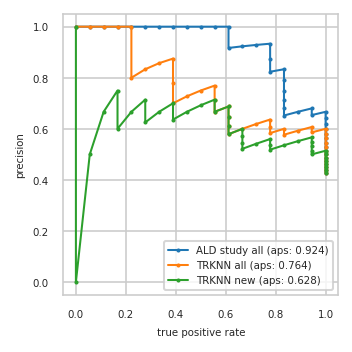 1.0
0.8
0.6
0.4
0.2
0.0
precision
ALD study all (aps: 0.924)
TRKNN all (aps: 0.764)
TRKNN new (aps: 0.628)
0.0 0.2 0.4 0.6 0.8 1.0
true positive rate